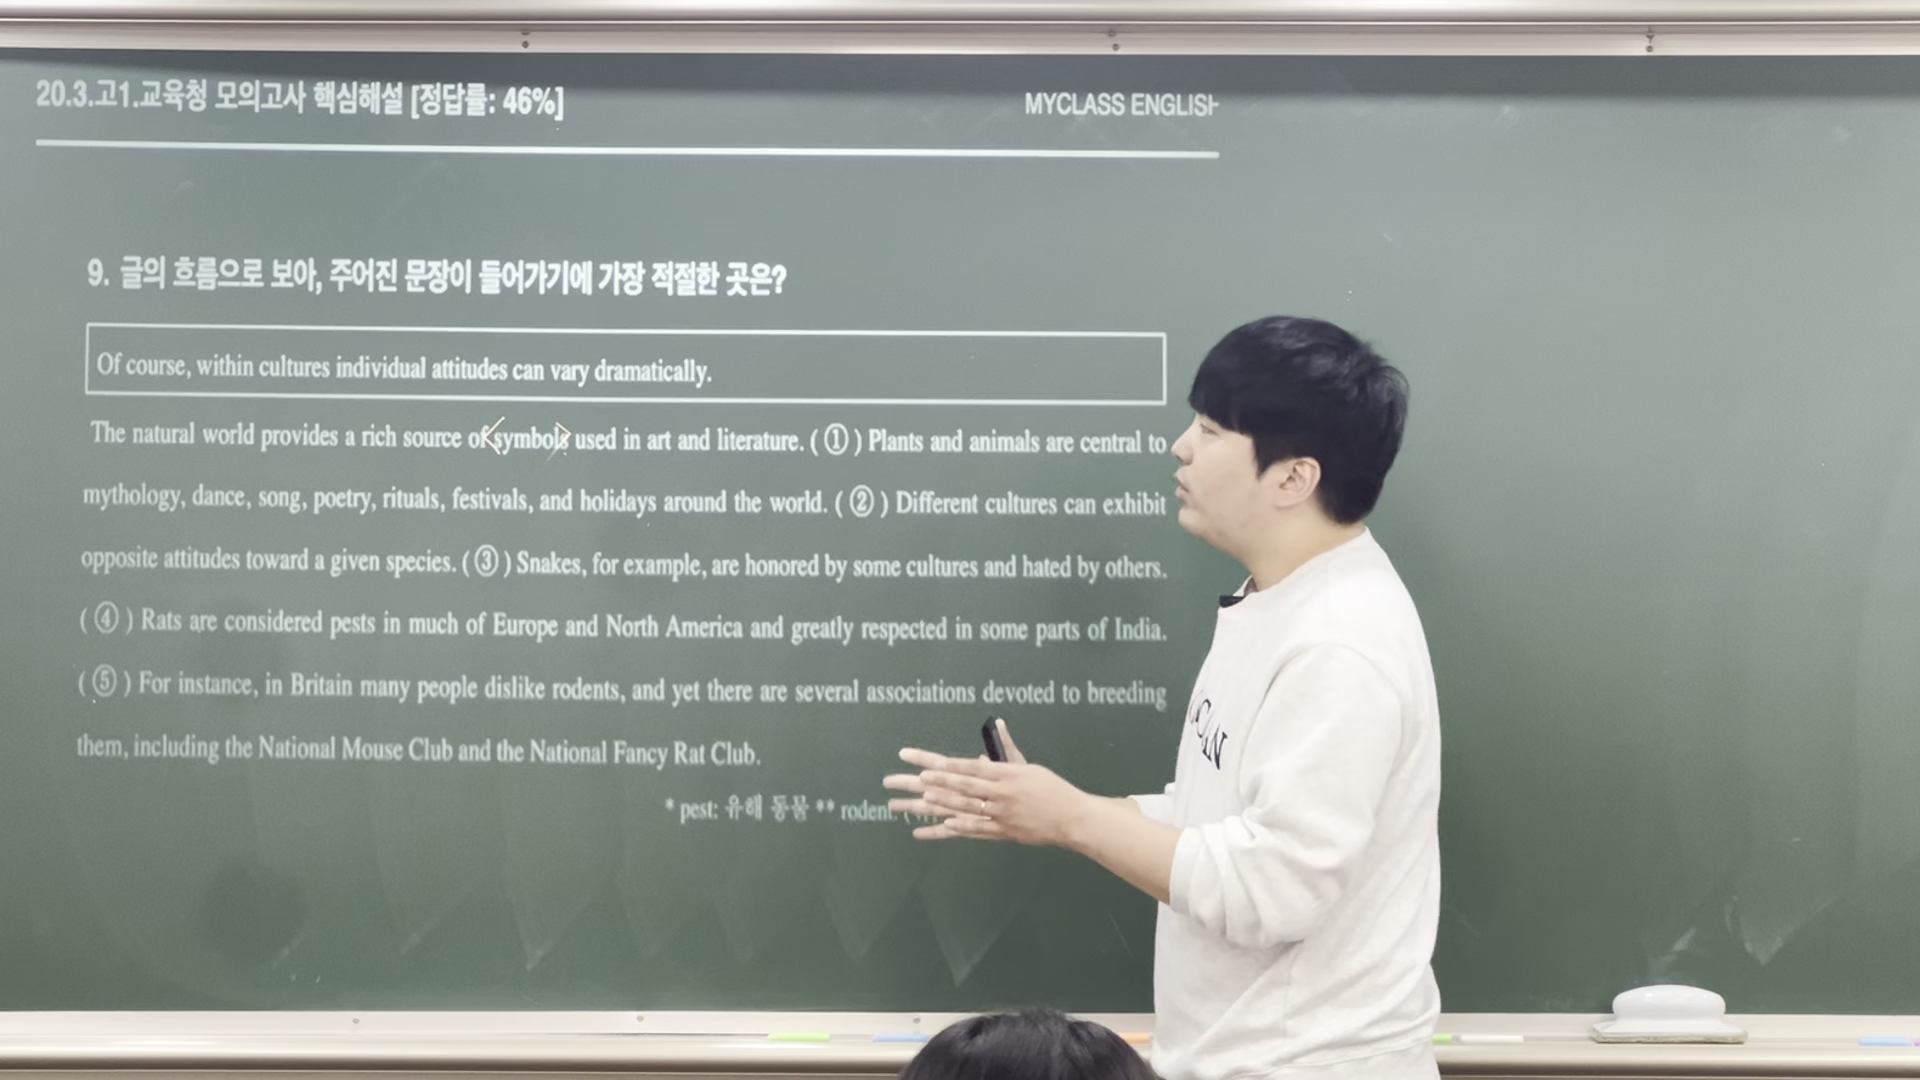 20.3.고1.교육청 모의고사 핵심해설 [정답률: 46%]
MYCLASS ENGLISH
9. 글의 흐름으로 보아, 주어진 문장이 들어가기에 가장 적절한 곳은?
Of course, within cultures individual attitudes can vary dramatically.
The natural world provides a rich source of symbols used in art and literature. ( ① ) Plants and animals are central to
mythology, dance, song, poetry, rituals, festivals, and holidays around the world. ( ② ) Different cultures can exhibit
opposite attitudes toward a given species. ( ③ ) Snakes, for example, are honored by some cultures and hated by others.
( ④ ) Rats are considered pests in much of Europe and North America and greatly respected in some parts of India.
( ⑤ ) For instance, in Britain many people dislike rodents, and yet there are several associations devoted to breeding
them, including the National Mouse Club and the National Fancy Rat Club.
* pest: 유해 동물 ** rodent: